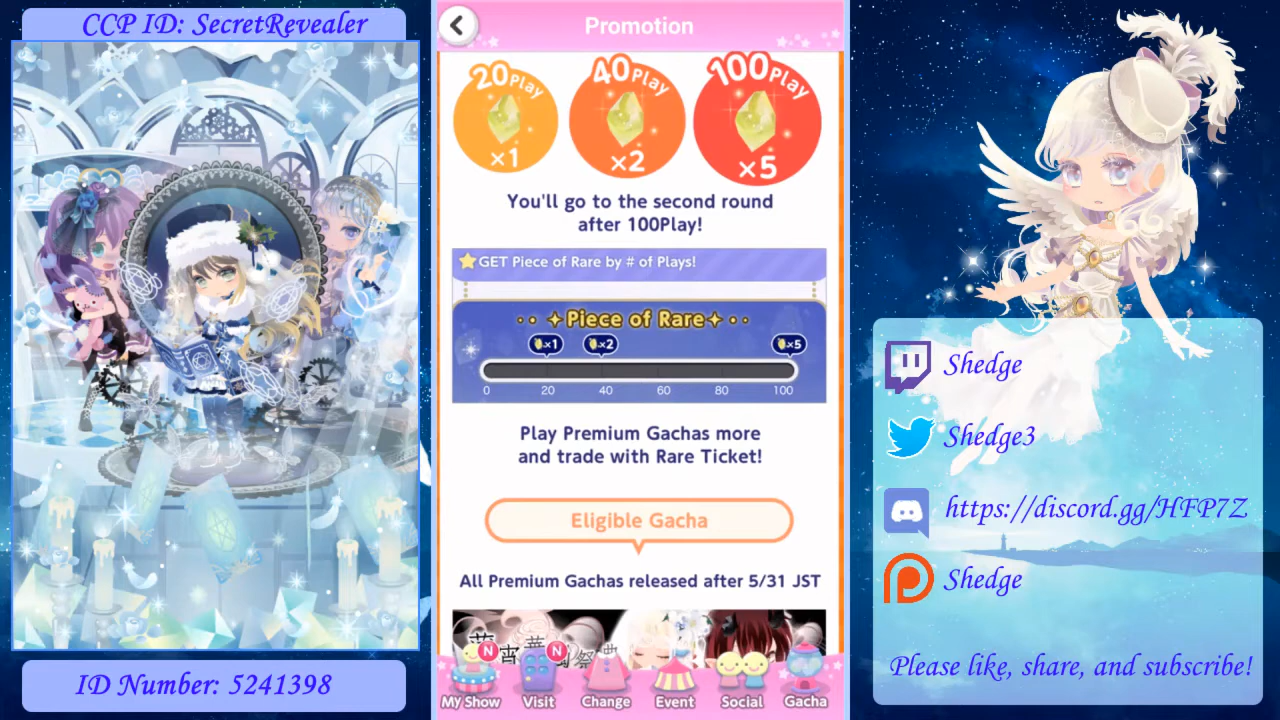 CCP ID: SecretRevealer
ID Number: 5241398
Promotion
20Play
×1
40Play
×2
100Play
×5
You'll go to the second round
after 100Play!
GET Piece of Rare by # of Plays!
Piece of Rare
×1
×2
×5
0 20 40 60 80 100
Play Premium Gachas more
and trade with Rare Ticket!
Eligible Gacha
All Premium Gachas released after 5/31 JST
N
N
My Show
Visit
Change
Event
Social
Gacha
Shedge
Shedge3
https://discord.gg/HFP7Z
Shedge
Please like, share, and subscribe!